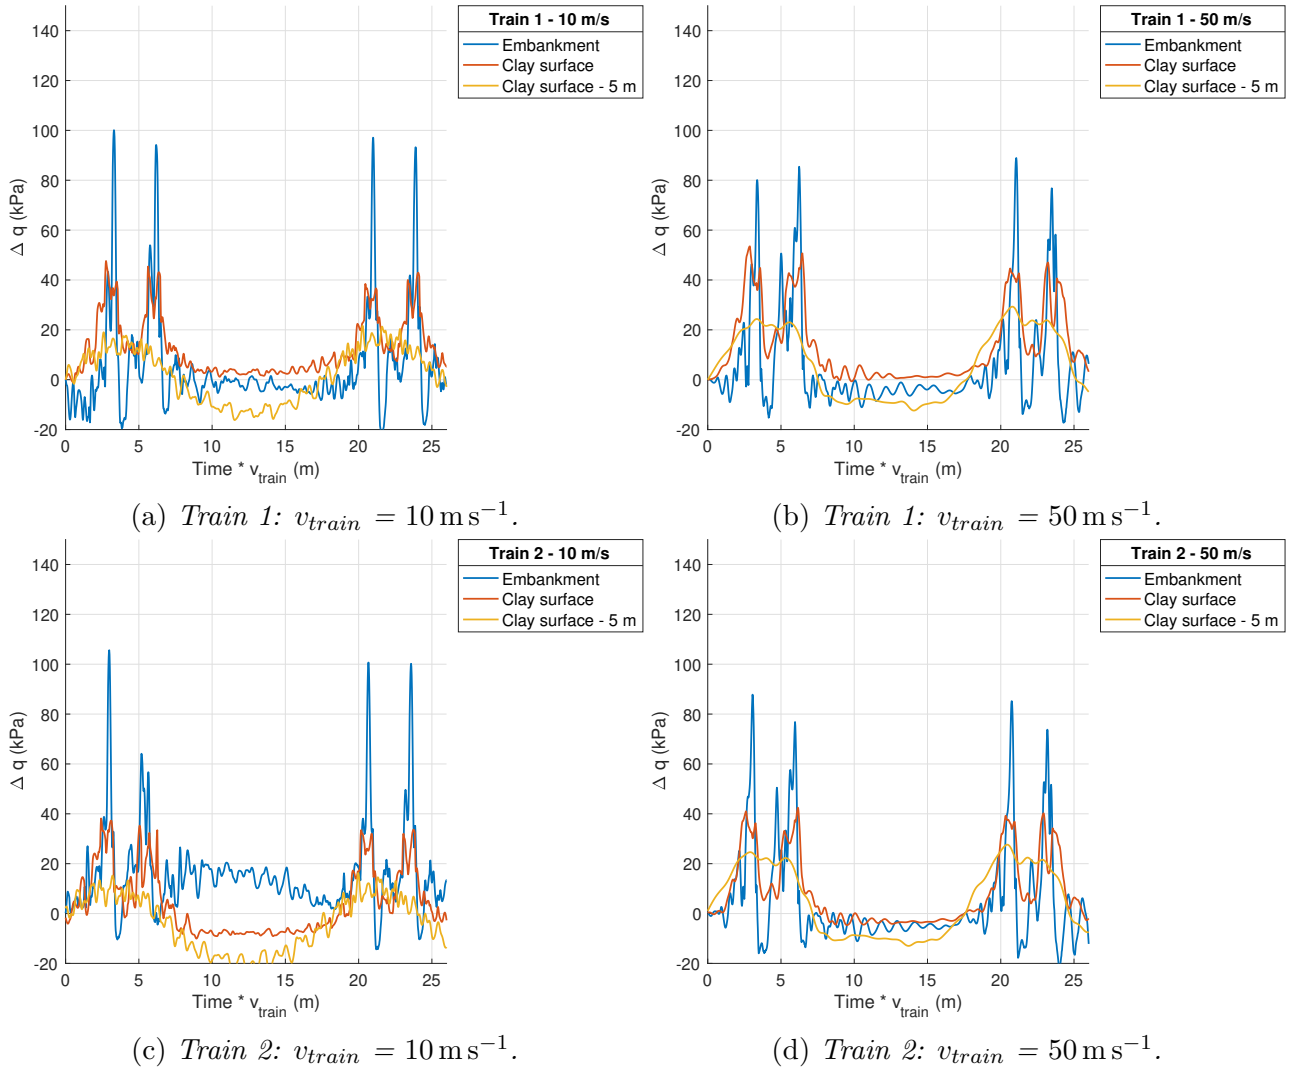 Train 1 - 10 m/s
Embankment
Clay surface
Clay surface - 5 m
140
120
100
80
60
40
20
0
-20
Δ q (kPa)
0 5 10 15 20 25
Time * v_train (m)
(a) Train 1: v_train = 10 m s⁻¹.
Train 1 - 50 m/s
Embankment
Clay surface
Clay surface - 5 m
140
120
100
80
60
40
20
0
-20
Δ q (kPa)
0 5 10 15 20 25
Time * v_train (m)
(b) Train 1: v_train = 50 m s⁻¹.
Train 2 - 10 m/s
Embankment
Clay surface
Clay surface - 5 m
140
120
100
80
60
40
20
0
-20
Δ q (kPa)
0 5 10 15 20 25
Time * v_train (m)
(c) Train 2: v_train = 10 m s⁻¹.
Train 2 - 50 m/s
Embankment
Clay surface
Clay surface - 5 m
140
120
100
80
60
40
20
0
-20
Δ q (kPa)
0 5 10 15 20 25
Time * v_train (m)
(d) Train 2: v_train = 50 m s⁻¹.